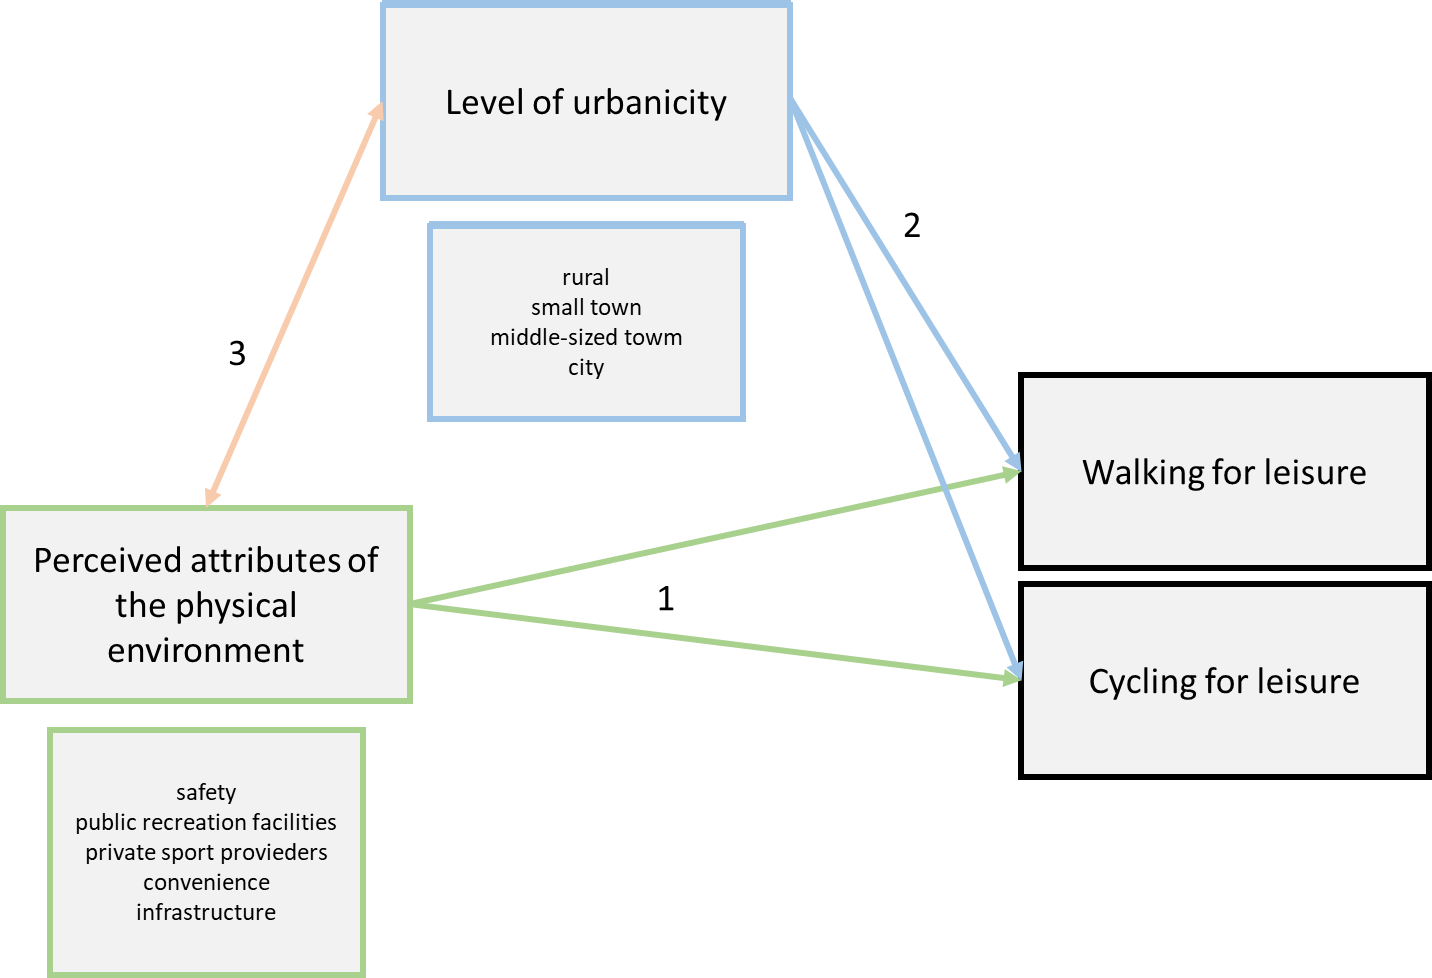 Level of urbanicity
2
rural
small town
middle-sized towm
city
3
Walking for leisure
Perceived attributes of
the physical
environment
1
Cycling for leisure
safety
public recreation facilities
private sport provieders
convenience
infrastructure